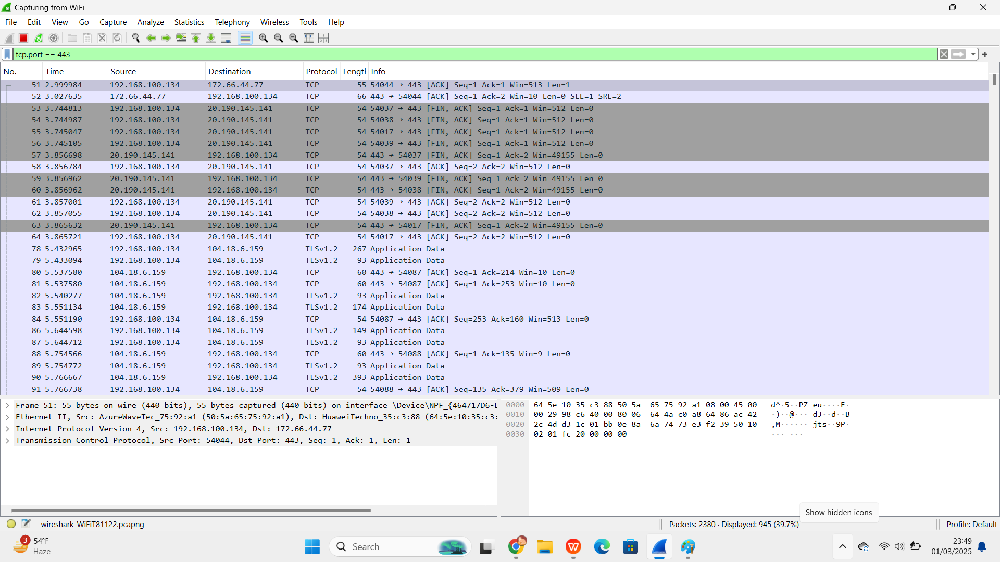 Capturing from WiFi
File Edit View Go Capture Analyze Statistics Telephony Wireless Tools Help
tcp.port == 443
No. Time Source Destination Protocol Length Info
51 2.999984 192.168.100.134 172.66.44.77 TCP 55 54044 → 443 [ACK] Seq=1 Ack=1 Win=513 Len=1
52 3.027635 172.66.44.77 192.168.100.134 TCP 66 443 → 54044 [ACK] Seq=1 Ack=2 Win=10 Len=0 SLE=1 SRE=2
53 3.744813 192.168.100.134 20.190.145.141 TCP 54 54037 → 443 [FIN, ACK] Seq=1 Ack=1 Win=512 Len=0
54 3.744987 192.168.100.134 20.190.145.141 TCP 54 54038 → 443 [FIN, ACK] Seq=1 Ack=1 Win=512 Len=0
55 3.745047 192.168.100.134 20.190.145.141 TCP 54 54017 → 443 [FIN, ACK] Seq=1 Ack=1 Win=512 Len=0
56 3.745105 192.168.100.134 20.190.145.141 TCP 54 54039 → 443 [FIN, ACK] Seq=1 Ack=1 Win=512 Len=0
57 3.856698 20.190.145.141 192.168.100.134 TCP 54 443 → 54037 [FIN, ACK] Seq=1 Ack=2 Win=49155 Len=0
58 3.856784 192.168.100.134 20.190.145.141 TCP 54 54037 → 443 [ACK] Seq=2 Ack=2 Win=512 Len=0
59 3.856962 20.190.145.141 192.168.100.134 TCP 54 443 → 54039 [FIN, ACK] Seq=1 Ack=2 Win=49155 Len=0
60 3.856962 20.190.145.141 192.168.100.134 TCP 54 443 → 54038 [FIN, ACK] Seq=1 Ack=2 Win=49155 Len=0
61 3.857001 192.168.100.134 20.190.145.141 TCP 54 54039 → 443 [ACK] Seq=2 Ack=2 Win=512 Len=0
62 3.857055 192.168.100.134 20.190.145.141 TCP 54 54038 → 443 [ACK] Seq=2 Ack=2 Win=512 Len=0
63 3.865632 20.190.145.141 192.168.100.134 TCP 54 443 → 54017 [FIN, ACK] Seq=1 Ack=2 Win=49155 Len=0
64 3.865721 192.168.100.134 20.190.145.141 TCP 54 54017 → 443 [ACK] Seq=2 Ack=2 Win=512 Len=0
78 5.432965 192.168.100.134 104.18.6.159 TLSv1.2 267 Application Data
79 5.433094 192.168.100.134 104.18.6.159 TLSv1.2 93 Application Data
80 5.537580 104.18.6.159 192.168.100.134 TCP 60 443 → 54087 [ACK] Seq=1 Ack=214 Win=10 Len=0
81 5.537580 104.18.6.159 192.168.100.134 TCP 60 443 → 54087 [ACK] Seq=1 Ack=253 Win=10 Len=0
82 5.540277 104.18.6.159 192.168.100.134 TLSv1.2 93 Application Data
83 5.551134 104.18.6.159 192.168.100.134 TLSv1.2 174 Application Data
84 5.551190 192.168.100.134 104.18.6.159 TCP 54 54087 → 443 [ACK] Seq=253 Ack=160 Win=513 Len=0
86 5.644598 192.168.100.134 104.18.6.159 TLSv1.2 149 Application Data
87 5.644712 192.168.100.134 104.18.6.159 TLSv1.2 93 Application Data
88 5.754566 104.18.6.159 192.168.100.134 TCP 60 443 → 54088 [ACK] Seq=1 Ack=135 Win=9 Len=0
89 5.754772 104.18.6.159 192.168.100.134 TLSv1.2 93 Application Data
90 5.766667 104.18.6.159 192.168.100.134 TLSv1.2 393 Application Data
91 5.766738 192.168.100.134 104.18.6.159 TCP 54 54088 → 443 [ACK] Seq=135 Ack=379 Win=509 Len=0
Frame 51: 55 bytes on wire (440 bits), 55 bytes captured (440 bits) on interface \Device\NPF_{464717D6-E
Ethernet II, Src: AzureWaveTec_75:92:a1 (50:5a:65:75:92:a1), Dst: HuaweiTechno_35:c3:88 (64:5e:10:35:c3:
Internet Protocol Version 4, Src: 192.168.100.134, Dst: 172.66.44.77
Transmission Control Protocol, Src Port: 54044, Dst Port: 443, Seq: 1, Ack: 1, Len: 1
0000 64 5e 10 35 c3 88 50 5a 65 75 92 a1 08 00 45 00 d^·5··PZ eu····E·
0010 00 29 98 c6 40 00 80 06 64 4a c0 a8 64 86 ac 42 ·)··@··· dJ··d··B
0020 2c 4d d3 1c 01 bb 0e 8a 6a 74 73 e3 f2 39 50 10 ,M······ jts··9P·
0030 02 01 fc 20 00 00 00 ··· ···
Show hidden icons
wireshark_WiFiT81122.pcapng
Packets: 2380 · Displayed: 945 (39.7%)
Profile: Default
3
54°F
Haze
Search
23:49
01/03/2025